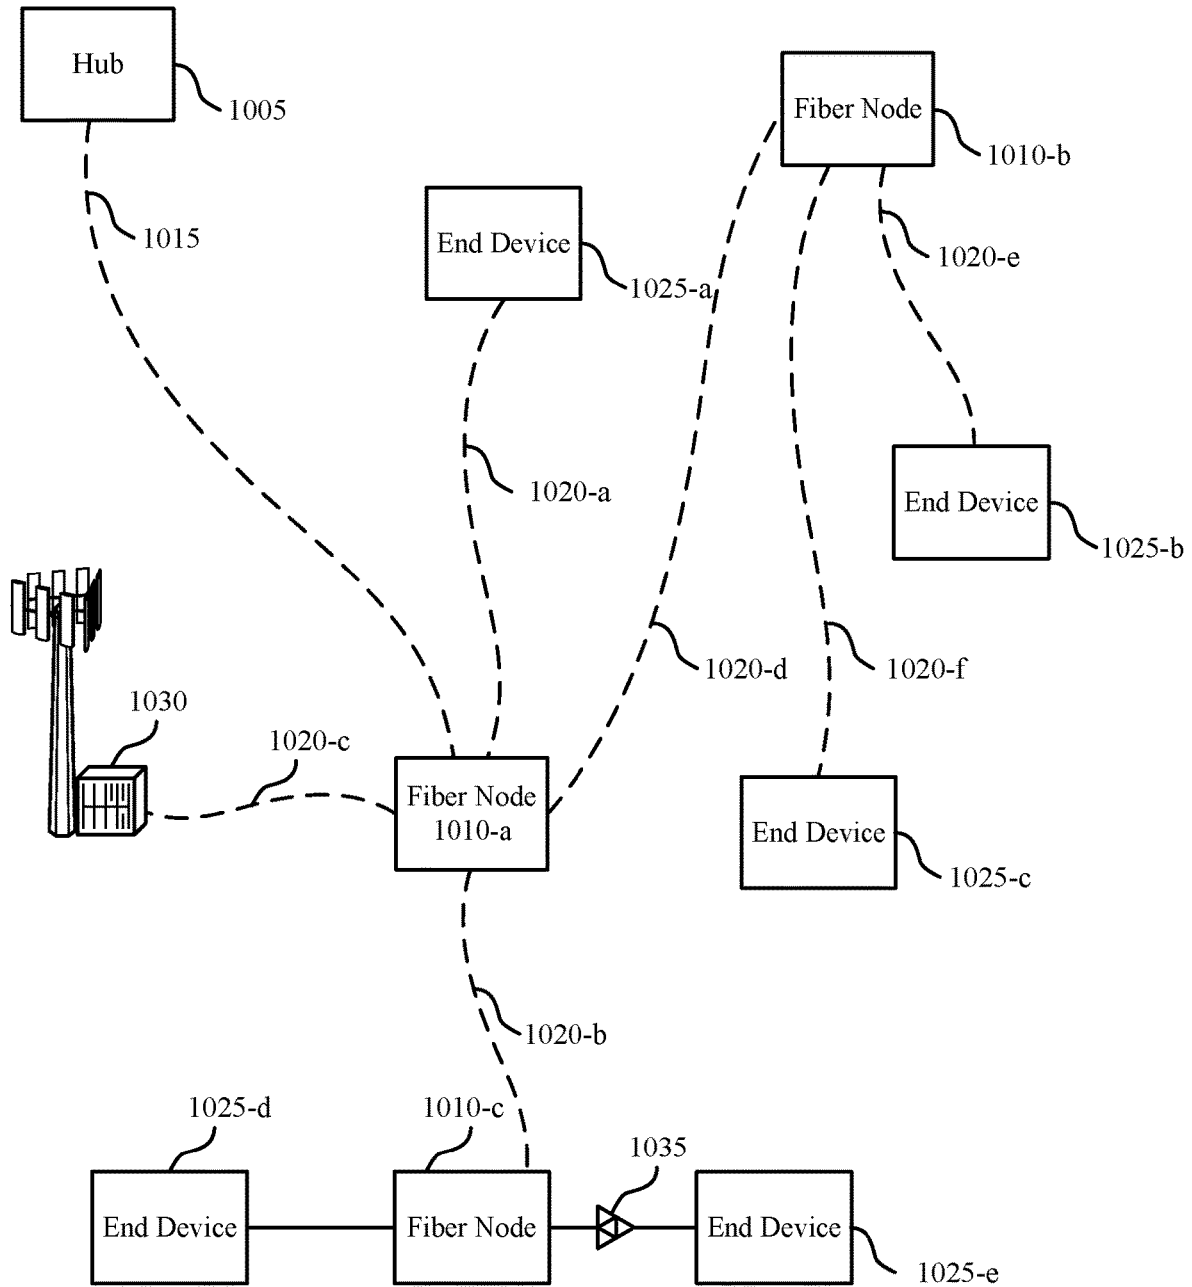 Hub
1005
Fiber Node
1010-b
1015
End Device
1025-a
1020-e
1020-a
End Device
1025-b
1020-d
1020-f
1030
1020-c
Fiber Node
1010-a
End Device
1025-c
1020-b
1025-d
1010-c
1035
End Device
Fiber Node
End Device
1025-e